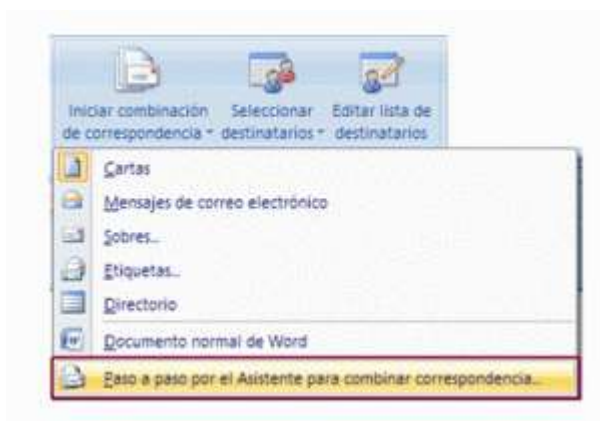 Iniciar combinación Seleccionar Editar lista de
de correspondencia destinatarios destinatarios
Cartas
Mensajes de correo electrónico
Sobres...
Etiquetas...
Directorio
Documento normal de Word
Paso a paso por el Asistente para combinar correspondencia...